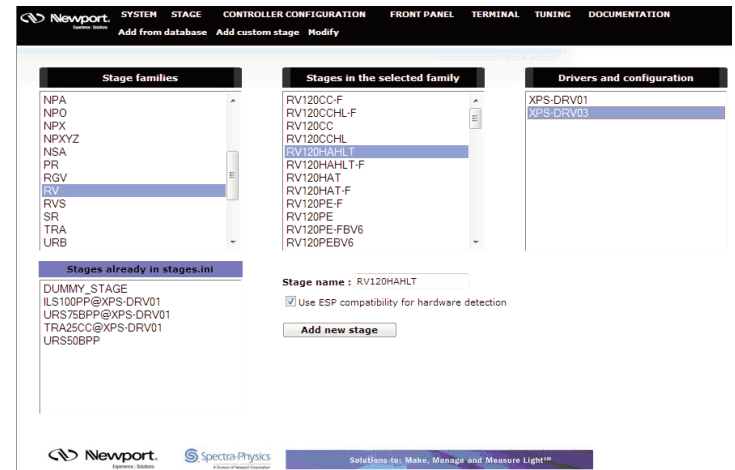 Newport. SYSTEM STAGE CONTROLLER CONFIGURATION FRONT PANEL TERMINAL TUNING DOCUMENTATION
Experience | Solutions
Add from database Add custom stage Modify
Stage families
NPA
NPO
NPX
NPXYZ
NSA
PR
RGV
RV
RVS
SR
TRA
URB
Stages in the selected family
RV120CC-F
RV120CCHL-F
RV120CC
RV120CCHL
RV120HAHLT
RV120HAHLT-F
RV120HAT
RV120HAT-F
RV120PE-F
RV120PE
RV120PE-FBV6
RV120PEBV6
Drivers and configuration
XPS-DRV01
XPS-DRV03
Stages already in stages.ini
DUMMY_STAGE
ILS100PP@XPS-DRV01
URS75BPP@XPS-DRV01
TRA25CC@XPS-DRV01
URS50BPP
Stage name : RV120HAHLT
Use ESP compatibility for hardware detection
Add new stage
Newport.
Experience | Solutions
Spectra-Physics
A Division of Newport Corporation
Solutions to: Make, Manage and Measure Light℠